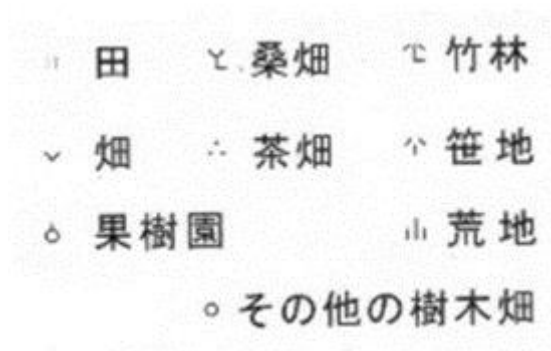 田 桑畑 竹林
畑 茶畑 笹地
果樹園 荒地
その他の樹木畑